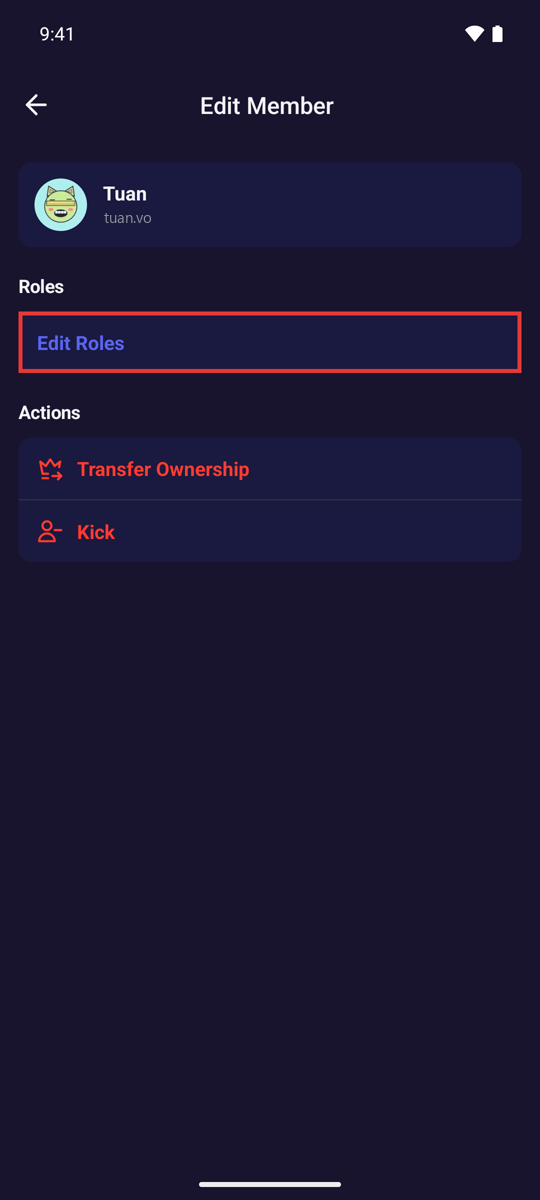 9:41
Edit Member
Tuan
tuan.vo
Roles
Edit Roles
Actions
Transfer Ownership
Kick